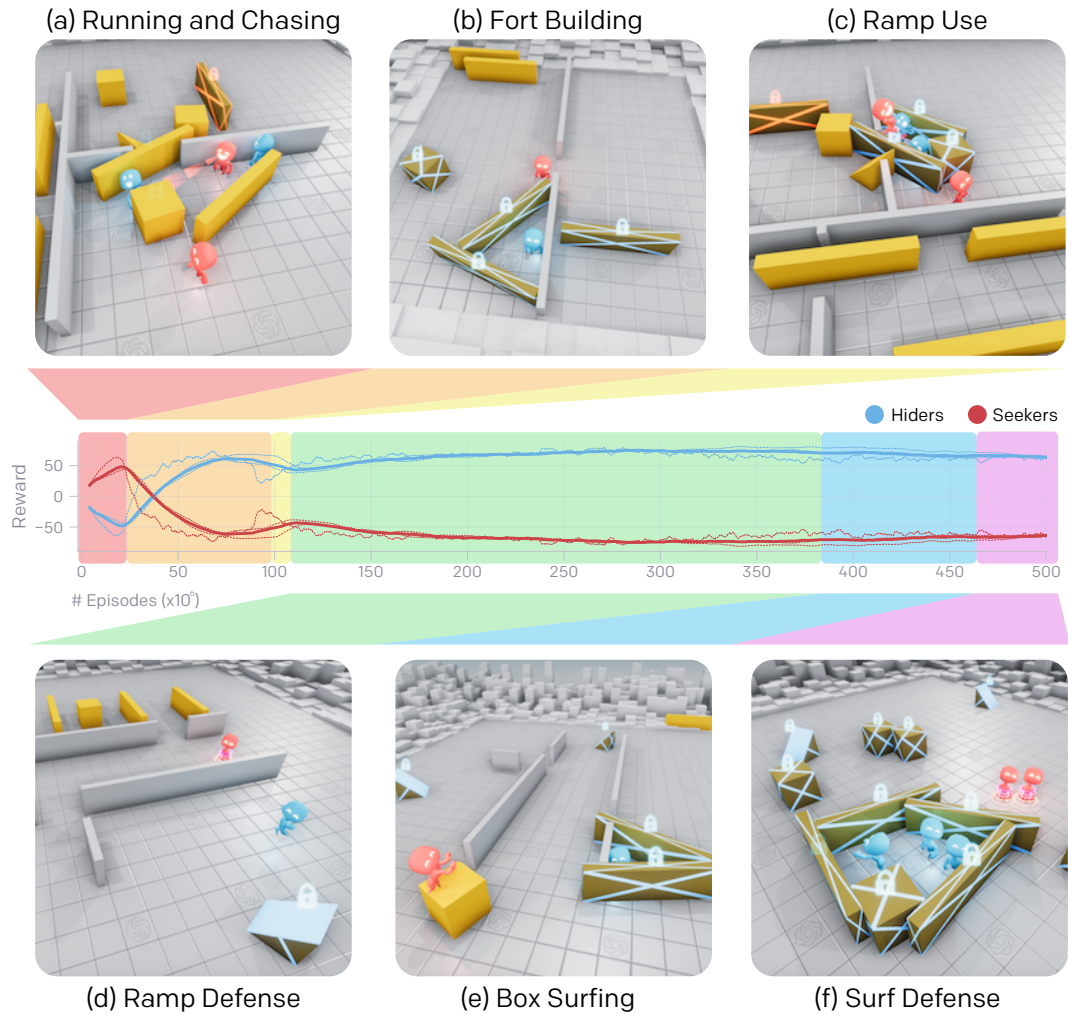 (a) Running and Chasing
(b) Fort Building
(c) Ramp Use
Hiders
Seekers
Reward
50
0
−50
0
50
100
150
200
250
300
350
400
450
500
# Episodes (x10⁶)
(d) Ramp Defense
(e) Box Surfing
(f) Surf Defense